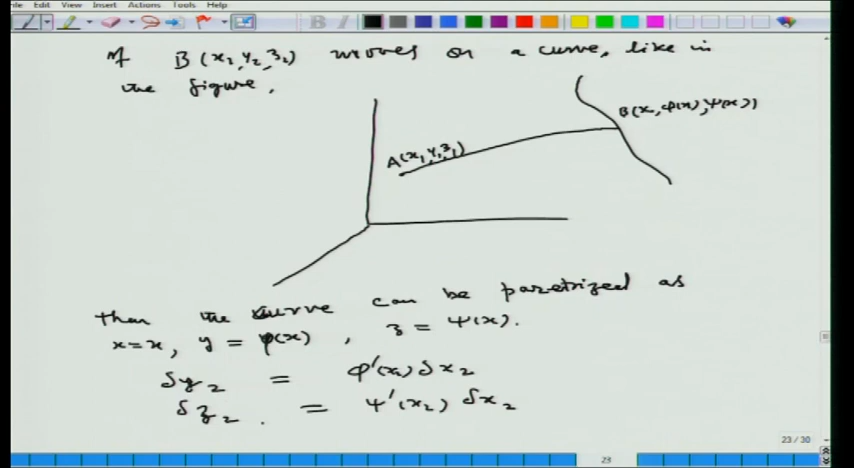 File Edit View Insert Actions Tools Help
If B(x₂, y₂, z₂) moves on a curve, like in
the figure,
B(x, φ(x), ψ(x))
A(x₁, y₁, z₁)
then the curve can be paretrized as
x=x, y = φ(x), z = ψ(x).
δy₂ = φ'(x₂) δx₂
δz₂ = ψ'(x₂) δx₂
23 / 30
23